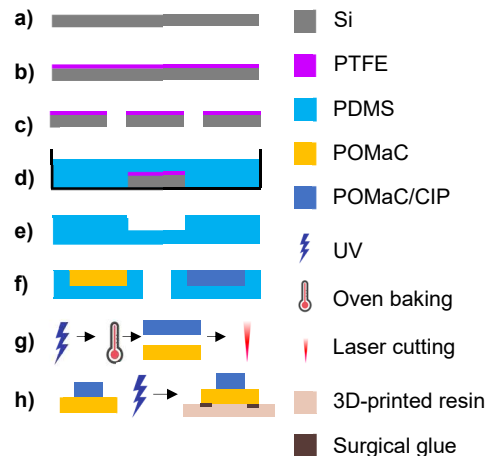 a)
Si
b)
PTFE
c)
PDMS
d)
POMaC
e)
POMaC/CIP
f)
UV
Oven baking
g)
Laser cutting
h)
3D-printed resin
Surgical glue